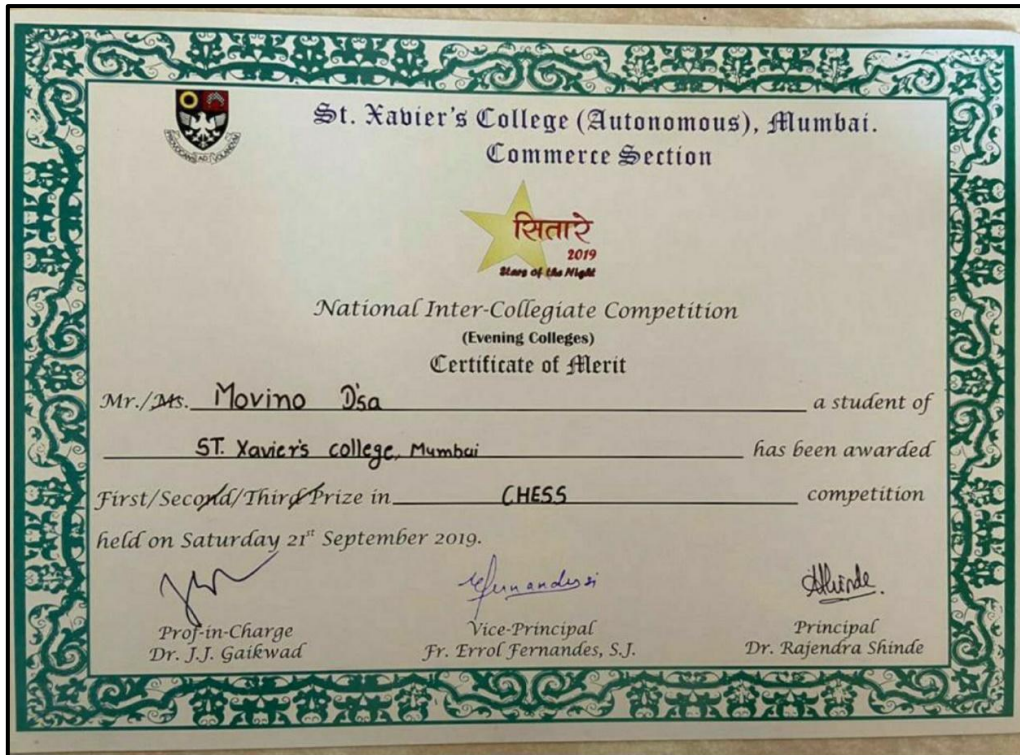 St. Xavier's College (Autonomous), Mumbai.
Commerce Section
PROVOCANS AD VOLANDUM
सितारे
2019
Stars of the Night
National Inter-Collegiate Competition
(Evening Colleges)
Certificate of Merit
Mr./Ms. Movino D'sa a student of
ST. Xavier's college, Mumbai has been awarded
First/Second/Third Prize in CHESS competition
held on Saturday 21st September 2019.
Prof-in-Charge Vice-Principal Principal
Dr. J.J. Gaikwad Fr. Errol Fernandes, S.J. Dr. Rajendra Shinde